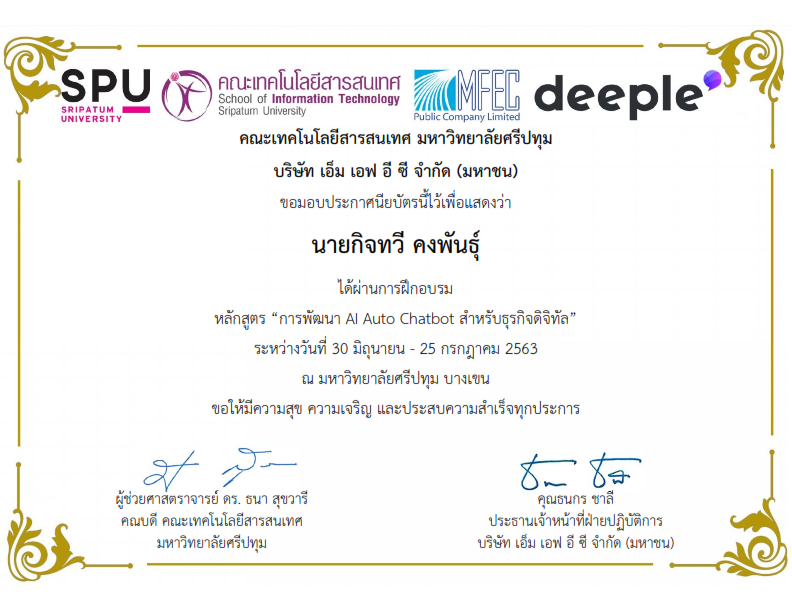 SPU
SRIPATUM
UNIVERSITY
คณะเทคโนโลยีสารสนเทศ
School of Information Technology
Sripatum University
MFEC
Public Company Limited
deeple
คณะเทคโนโลยีสารสนเทศ มหาวิทยาลัยศรีปทุม
บริษัท เอ็ม เอฟ อี ซี จำกัด (มหาชน)
ขอมอบประกาศนียบัตรนี้ไว้เพื่อแสดงว่า
นายกิจทวี คงพันธุ์
ได้ผ่านการฝึกอบรม
หลักสูตร “การพัฒนา AI Auto Chatbot สำหรับธุรกิจดิจิทัล”
ระหว่างวันที่ 30 มิถุนายน - 25 กรกฎาคม 2563
ณ มหาวิทยาลัยศรีปทุม บางเขน
ขอให้มีความสุข ความเจริญ และประสบความสำเร็จทุกประการ
ผู้ช่วยศาสตราจารย์ ดร. ธนา สุขวารี
คณบดี คณะเทคโนโลยีสารสนเทศ
มหาวิทยาลัยศรีปทุม
คุณธนกร ชาลี
ประธานเจ้าหน้าที่ฝ่ายปฏิบัติการ
บริษัท เอ็ม เอฟ อี ซี จำกัด (มหาชน)